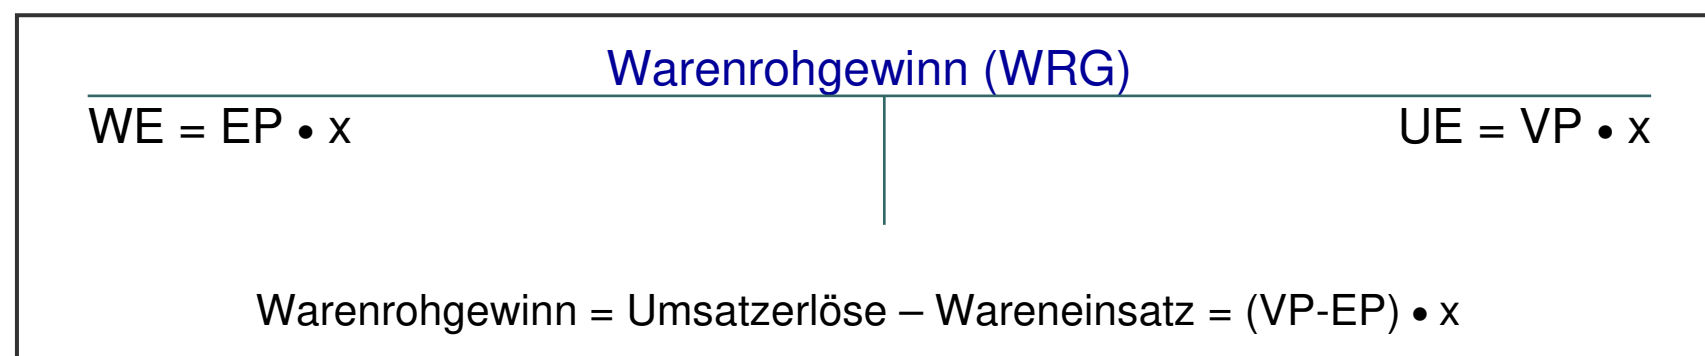 Warenrohgewinn (WRG)
WE = EP • x
UE = VP • x
Warenrohgewinn = Umsatzerlöse – Wareneinsatz = (VP-EP) • x